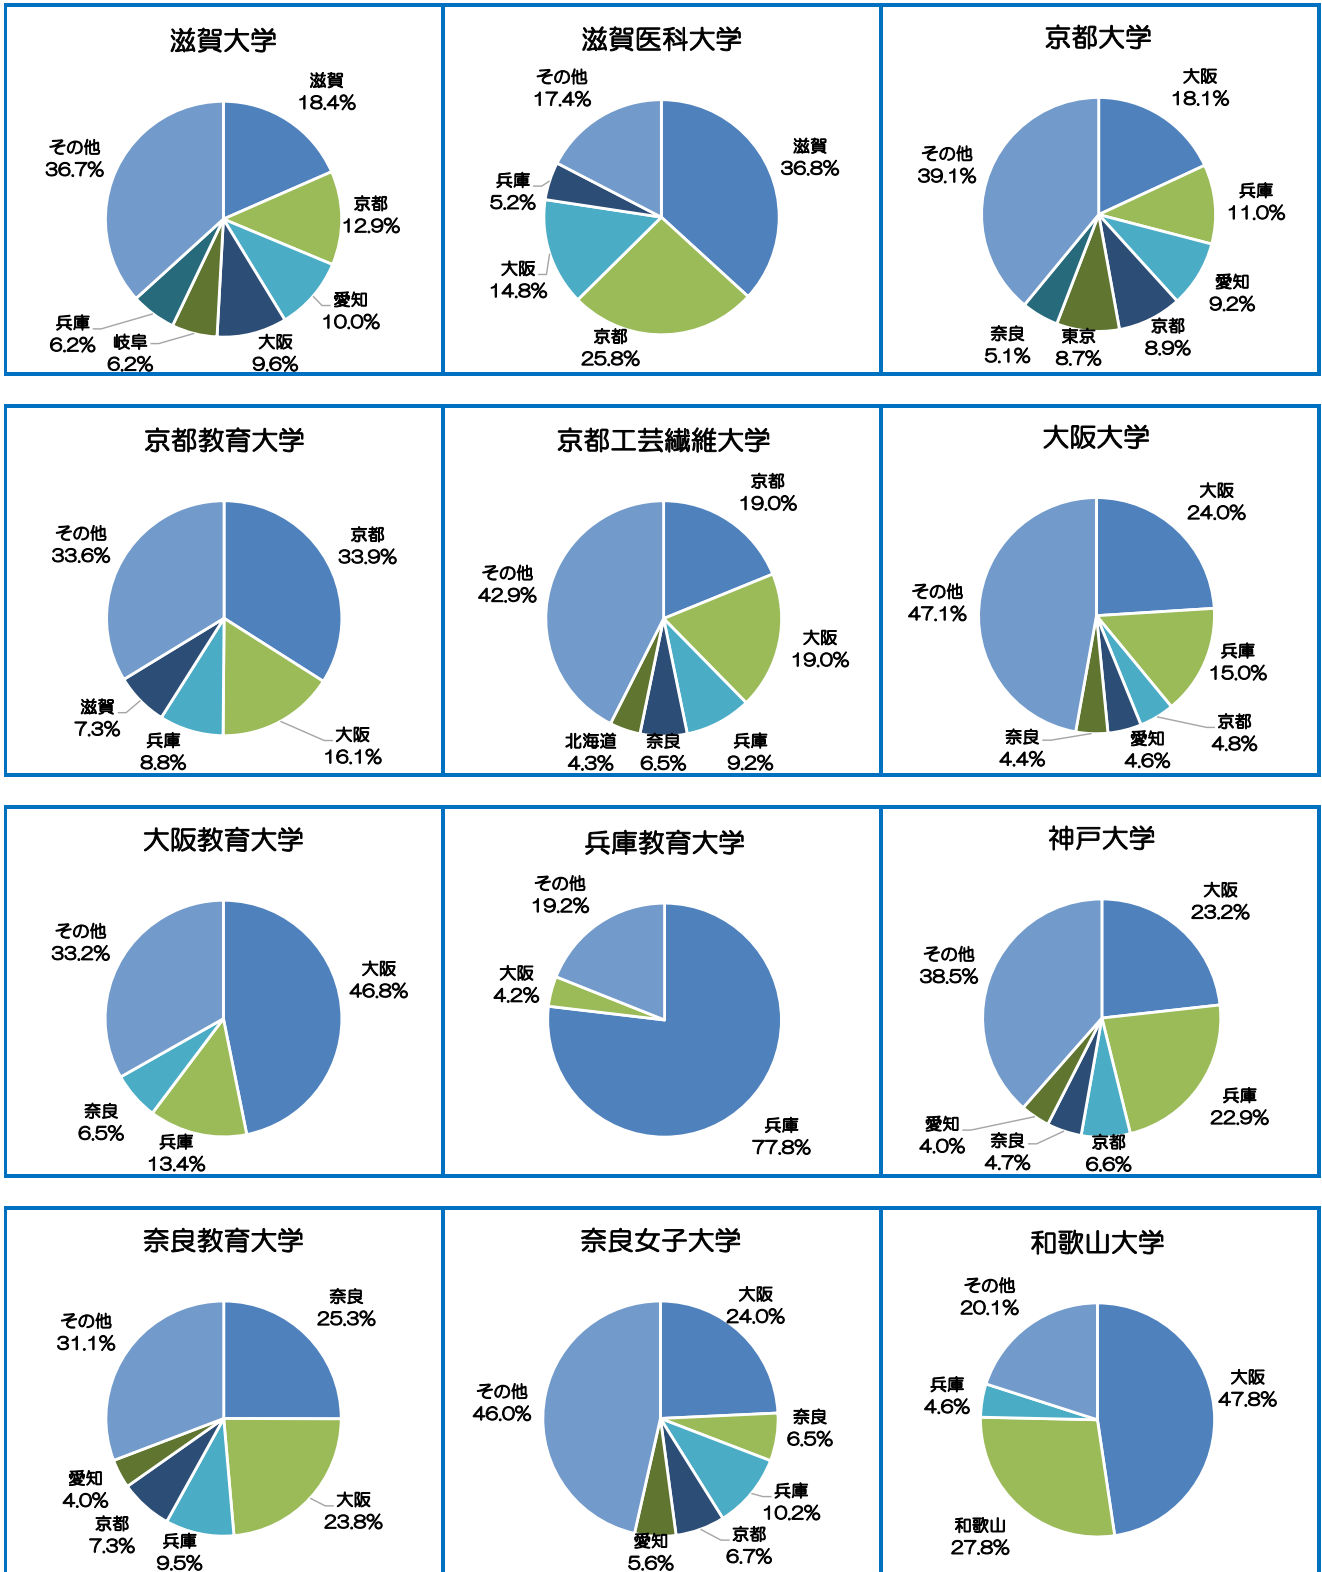 滋賀大学
滋賀
18.4%
京都
12.9%
愛知
10.0%
大阪
9.6%
岐阜
6.2%
兵庫
6.2%
その他
36.7%
滋賀医科大学
滋賀
36.8%
京都
25.8%
大阪
14.8%
兵庫
5.2%
その他
17.4%
京都大学
大阪
18.1%
兵庫
11.0%
愛知
9.2%
京都
8.9%
東京
8.7%
奈良
5.1%
その他
39.1%
京都教育大学
京都
33.9%
大阪
16.1%
兵庫
8.8%
滋賀
7.3%
その他
33.6%
京都工芸繊維大学
京都
19.0%
大阪
19.0%
兵庫
9.2%
奈良
6.5%
北海道
4.3%
その他
42.9%
大阪大学
大阪
24.0%
兵庫
15.0%
京都
4.8%
愛知
4.6%
奈良
4.4%
その他
47.1%
大阪教育大学
大阪
46.8%
兵庫
13.4%
奈良
6.5%
その他
33.2%
兵庫教育大学
兵庫
77.8%
大阪
4.2%
その他
19.2%
神戸大学
大阪
23.2%
兵庫
22.9%
京都
6.6%
奈良
4.7%
愛知
4.0%
その他
38.5%
奈良教育大学
奈良
25.3%
大阪
23.8%
兵庫
9.5%
京都
7.3%
愛知
4.0%
その他
31.1%
奈良女子大学
大阪
24.0%
奈良
6.5%
兵庫
10.2%
京都
6.7%
愛知
5.6%
その他
46.0%
和歌山大学
大阪
47.8%
和歌山
27.8%
兵庫
4.6%
その他
20.1%